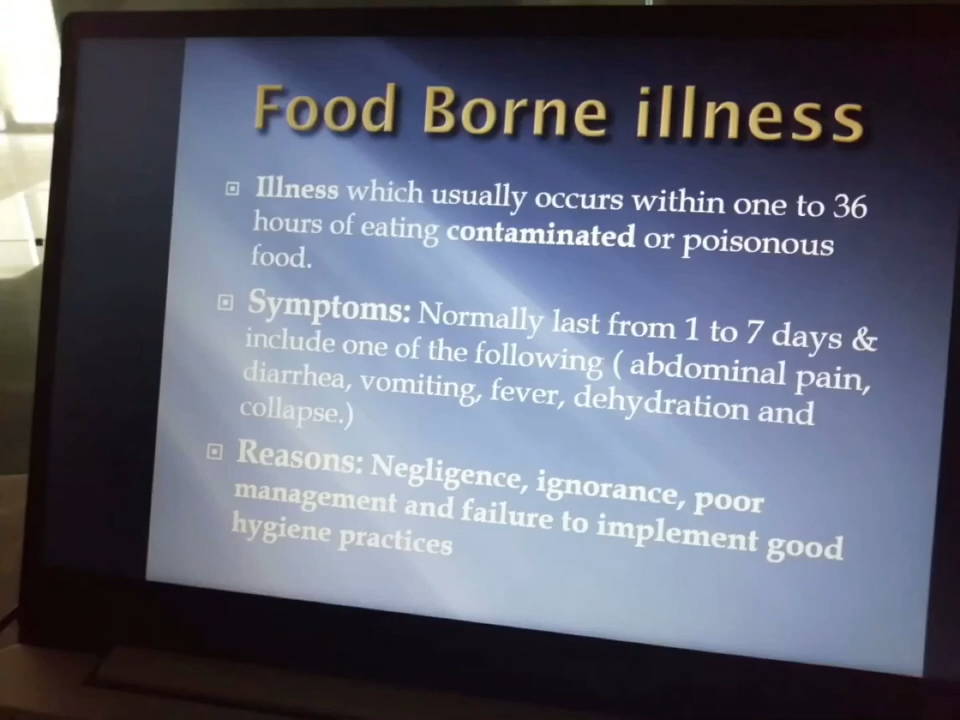 Food Borne illness
Illness which usually occurs within one to 36
hours of eating contaminated or poisonous
food.
Symptoms: Normally last from 1 to 7 days &
include one of the following ( abdominal pain,
diarrhea, vomiting, fever, dehydration and
collapse.)
Reasons: Negligence, ignorance, poor
management and failure to implement good
hygiene practices